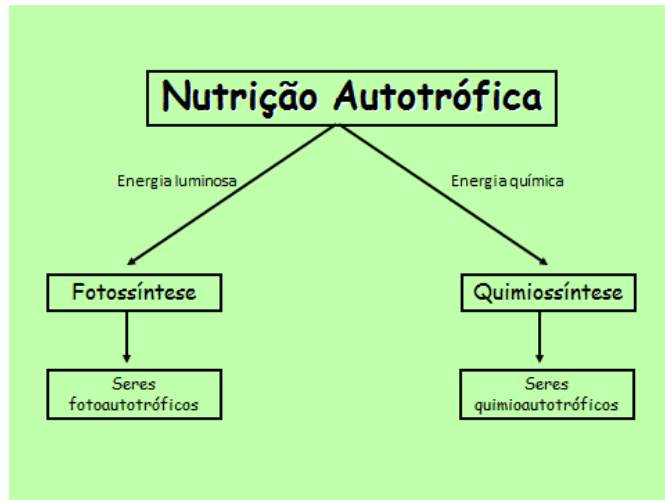 Nutrição Autotrófica
Energia luminosa
Energia química
Fotossíntese
Quimiossíntese
Seres
fotoautotróficos
Seres
quimioautotróficos